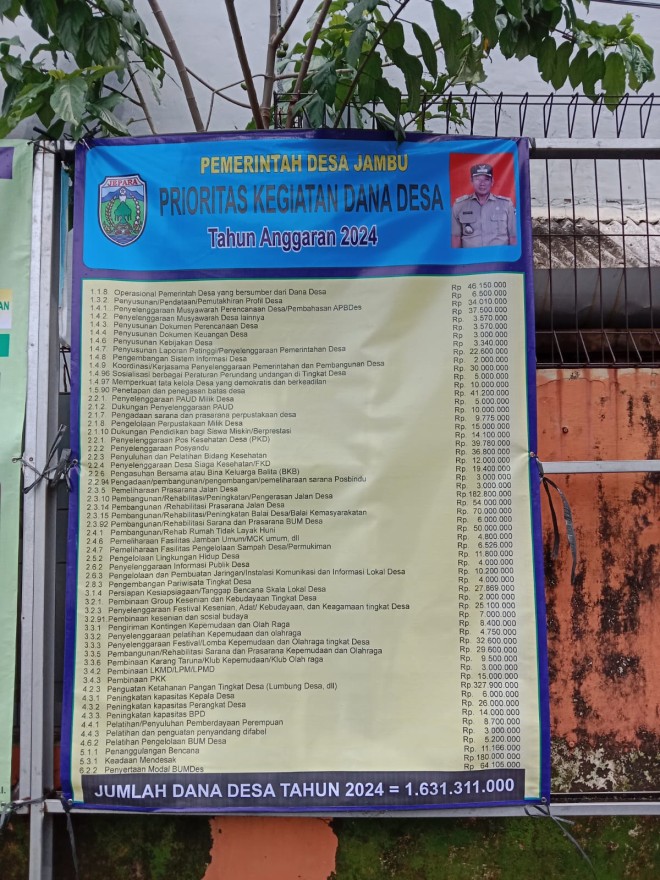 PEMERINTAH DESA JAMBU
JEPARA
PRIORITAS KEGIATAN DANA DESA
Tahun Anggaran 2024
1.1.8 Operasional Pemerintah Desa yang bersumber dari Dana Desa Rp 46.150.000
1.3.2 Penyusunan/Pendataan/Pemutakhiran Profil Desa Rp 6.500.000
1.4.1 Penyelenggaraan Musyawarah Perencanaan Desa/Pembahasan APBDes Rp 34.010.000
1.4.2 Penyelenggaraan Musyawarah Desa lainnya Rp 37.500.000
1.4.3 Penyusunan Dokumen Perencanaan Desa Rp 3.570.000
1.4.4 Penyusunan Dokumen Keuangan Desa Rp 3.570.000
1.4.6 Penyusunan Kebijakan Desa Rp 3.000.000
1.4.7 Penyusunan Laporan Petinggi/Penyelenggaraan Pemerintahan Desa Rp 3.340.000
1.4.8 Pengembangan Sistem Informasi Desa Rp 22.600.000
1.4.9 Koordinasi/Kerjasama Penyelenggaraan Pemerintahan dan Pembangunan Desa Rp 2.000.000
1.4.96 Sosialisasi berbagai Peraturan Perundang undangan di Tingkat Desa Rp 30.000.000
1.4.97 Memperkuat tata kelola Desa yang demokratis dan berkeadilan Rp 5.000.000
1.5.90 Penetapan dan penegasan batas desa Rp 10.000.000
2.2.1 Penyelenggaraan PAUD Milik Desa Rp 41.200.000
2.1.2 Dukungan Penyelenggaraan PAUD Rp 5.000.000
2.1.7 Pengadaan sarana dan prasarana perpustakaan desa Rp 10.000.000
2.1.8 Pengelolaan Perpustakaan Milik Desa Rp 9.775.000
2.1.10 Dukungan Pendidikan bagi Siswa Miskin/Berprestasi Rp 15.000.000
2.2.1 Penyelenggaraan Pos Kesehatan Desa (PKD) Rp 14.100.000
2.2.2 Penyelenggaraan Posyandu Rp 39.780.000
2.2.3 Penyuluhan dan Pelatihan Bidang Kesehatan Rp 36.800.000
2.2.4 Penyelenggaraan Desa Siaga Kesehatan/FKD Rp 12.000.000
2.2.6 Pengasuhan Bersama atau Bina Keluarga Balita (BKB) Rp 19.400.000
2.2.94 Pengadaan/pembangunan/pengembangan/pemeliharaan sarana Posbindu Rp 3.000.000
2.3.5 Pemeliharaan Prasarana Jalan Desa Rp 3.000.000
2.3.10 Pembangunan/Rehabilitasi/Peningkatan/Pengerasan Jalan Desa Rp 182.800.000
2.3.14 Pembangunan /Rehabilitasi Prasarana Jalan Desa Rp 54.000.000
2.3.15 Pembangunan/Rehabilitasi/Peningkatan Balai Desa/Balai Kemasyarakatan Rp 70.000.000
2.3.92 Pembangunan/Rehabilitasi Sarana dan Prasarana BUM Desa Rp 6.000.000
2.4.1 Pembangunan/Rehab Rumah Tidak Layak Huni Rp 50.000.000
2.4.6 Pemeliharaan Fasilitas Jamban Umum/MCK umum, dll Rp 4.800.000
2.4.7 Pemeliharaan Fasilitas Pengelolaan Sampah Desa/Permukiman Rp 6.526.000
2.5.2 Pengelolaan Lingkungan Hidup Desa Rp 11.800.000
2.6.2 Penyelenggaraan Informasi Publik Desa Rp 4.000.000
2.6.3 Pengelolaan dan Pembuatan Jaringan/Instalasi Komunikasi dan Informasi Lokal Desa Rp 10.200.000
2.8.3 Pengembangan Pariwisata Tingkat Desa Rp 4.000.000
3.1.4 Persiapan Kesiapsiagaan/Tanggap Bencana Skala Lokal Desa Rp 27.869.000
3.2.1 Pembinaan Group Kesenian dan Kebudayaan Tingkat Desa Rp 2.000.000
3.2.3 Penyelenggaraan Festival Kesenian, Adat/ Kebudayaan, dan Keagamaan tingkat Desa Rp 25.100.000
3.2.91 Pembinaan kesenian dan sosial budaya Rp 7.000.000
3.3.1 Pengiriman Kontingen Kepemudaan dan Olah Raga Rp 8.400.000
3.3.2 Penyelenggaraan pelatihan Kepemudaan dan olahraga Rp 4.750.000
3.3.3 Penyelenggaraan Festival/Lomba Kepemudaan dan Olahraga tingkat Desa Rp 32.600.000
3.3.5 Pembangunan/Rehabilitasi Sarana dan Prasarana Kepemudaan dan Olahraga Rp 29.600.000
3.3.6 Pembinaan Karang Taruna/Klub Kepemudaan/Klub Olah raga Rp 9.500.000
3.4.2 Pembinaan LKMD/LPM/LPMD Rp 3.000.000
3.4.3 Pembinaan PKK Rp 15.000.000
4.2.3 Penguatan Ketahanan Pangan Tingkat Desa (Lumbung Desa, dll) Rp 327.900.000
4.3.1 Peningkatan kapasitas Kepala Desa Rp 6.000.000
4.3.2 Peningkatan kapasitas Perangkat Desa Rp 26.000.000
4.3.3 Peningkatan kapasitas BPD Rp 14.000.000
4.4.1 Pelatihan/Penyuluhan Pemberdayaan Perempuan Rp 8.700.000
4.4.3 Pelatihan dan penguatan penyandang difabel Rp 3.000.000
4.6.2 Pelatihan Pengelolaan BUM Desa Rp 5.200.000
5.1.1 Penanggulangan Bencana Rp 11.166.000
5.3.1 Keadaan Mendesak Rp 180.000.000
6.2.2 Penyertaan Modal BUMDes Rp 64.105.000
JUMLAH DANA DESA TAHUN 2024 = 1.631.311.000